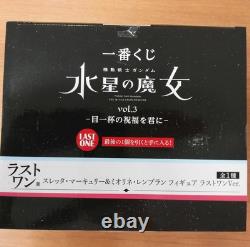 一番くじ
機動戦士ガンダム
水星の魔女
vol.3
-目一杯の祝福を君に-
LAST ONE
最後の1個を引くと手に入る!
ラストワン賞
スレッタ・マーキュリー&ミオリネ・レンブラン フィギュア ラストワンVer.
全1種